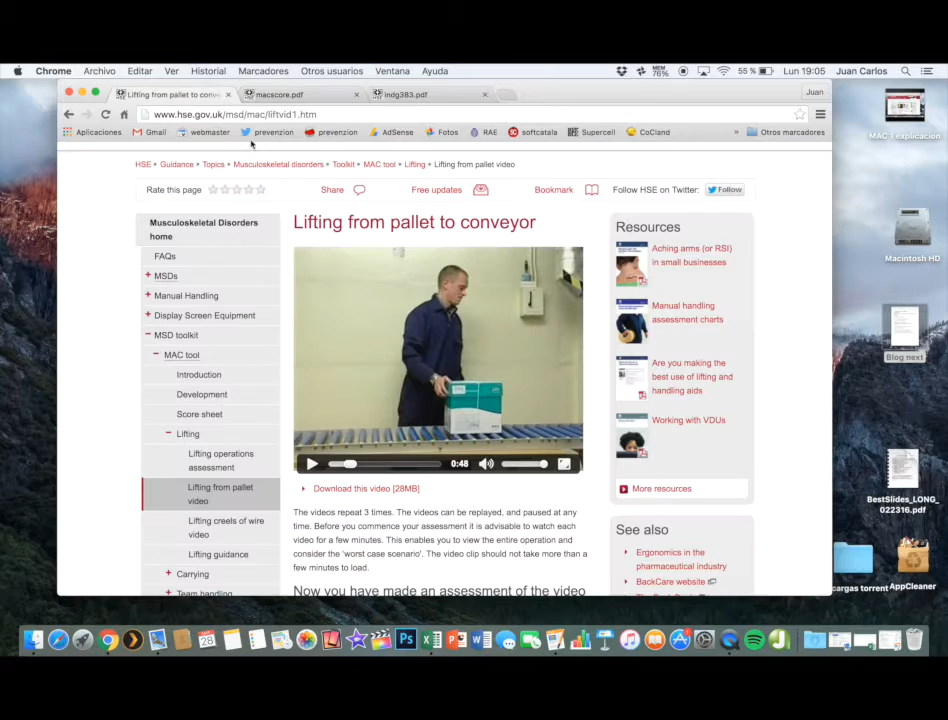 Chrome Archivo Editar Ver Historial Marcadores Otros usuarios Ventana Ayuda
MEM 76% 55 % Lun 19:05 Juan Carlos
Lifting from pallet to conve
macscore.pdf
indg383.pdf
Juan
www.hse.gov.uk/msd/mac/liftvid1.htm
Aplicaciones Gmail webmaster prevenzion prevenzion AdSense Fotos RAE softcatala Supercell CoCland » Otros marcadores
HSE Guidance Topics Musculoskeletal disorders Toolkit MAC tool Lifting Lifting from pallet video
Rate this page Share Free updates Bookmark Follow HSE on Twitter: Follow
Musculoskeletal Disorders
home
FAQs
+ MSDs
+ Manual Handling
+ Display Screen Equipment
− MSD toolkit
− MAC tool
Introduction
Development
Score sheet
− Lifting
Lifting operations
assessment
Lifting from pallet
video
Lifting creels of wire
video
Lifting guidance
+ Carrying
+ Team handling
Lifting from pallet to conveyor
0:48
Download this video [28MB]
The videos repeat 3 times. The videos can be replayed, and paused at any
time. Before you commence your assessment it is advisable to watch each
video for a few minutes. This enables you to view the entire operation and
consider the 'worst case scenario'. The video clip should not take more than a
few minutes to load.
Now you have made an assessment of the video
Resources
Aching arms (or RSI)
in small businesses
Manual handling
assessment charts
Are you making the
best use of lifting and
handling aids
Working with VDUs
More resources
See also
Ergonomics in the
pharmaceutical industry
BackCare website
MAC 1 explicacion
Macintosh HD
Blog next
BestSlides_LONG_
022316.pdf
cargas torrent
AppCleaner
28
Ps